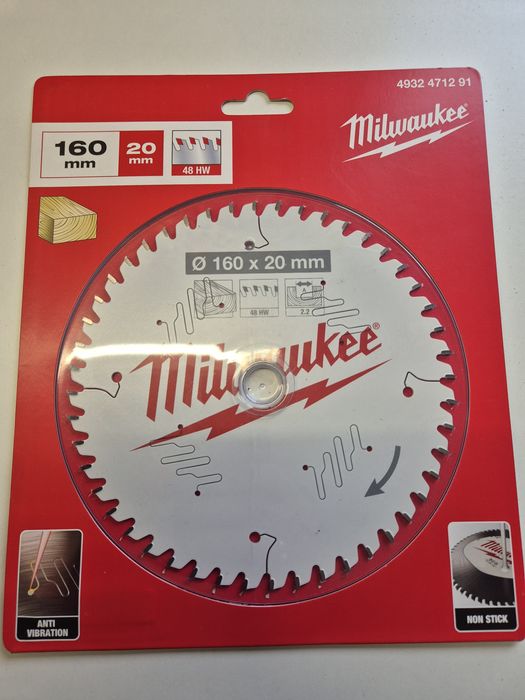 4932 4712 91
Milwaukee®
160
mm
20
mm
48 HW
Ø 160 x 20 mm
48 HW
2.2
Milwaukee®
ANTI
VIBRATION
Milwaukee
NON STICK